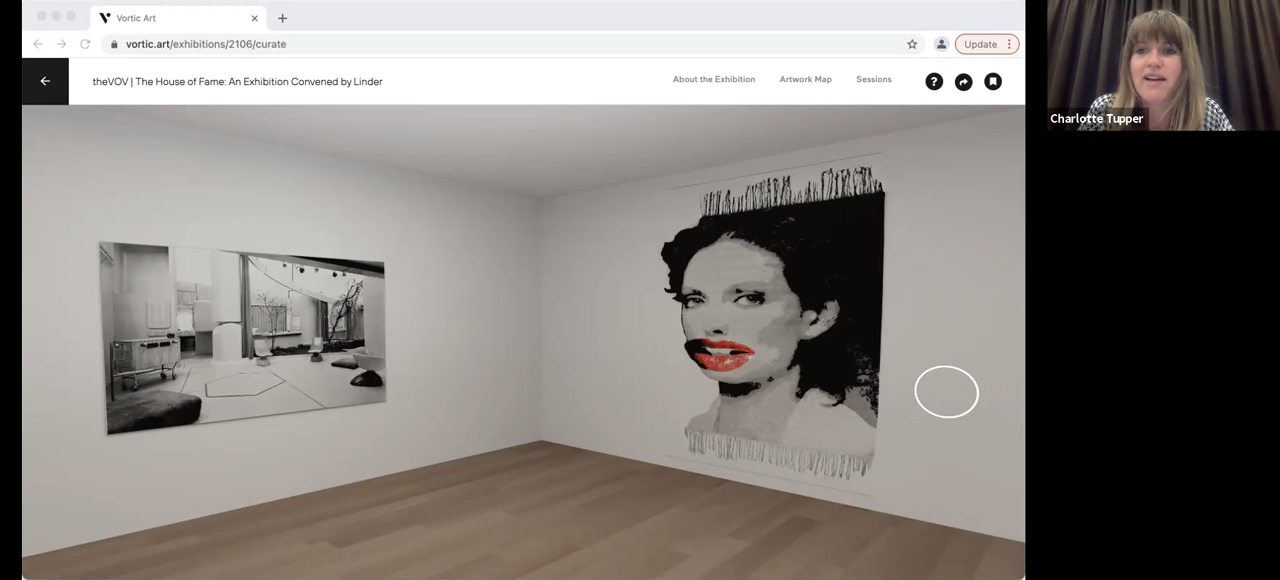 Vortic Art
vortic.art/exhibitions/2106/curate
Update
theVOV | The House of Fame: An Exhibition Convened by Linder
About the Exhibition
Artwork Map
Sessions
?
Charlotte Tupper